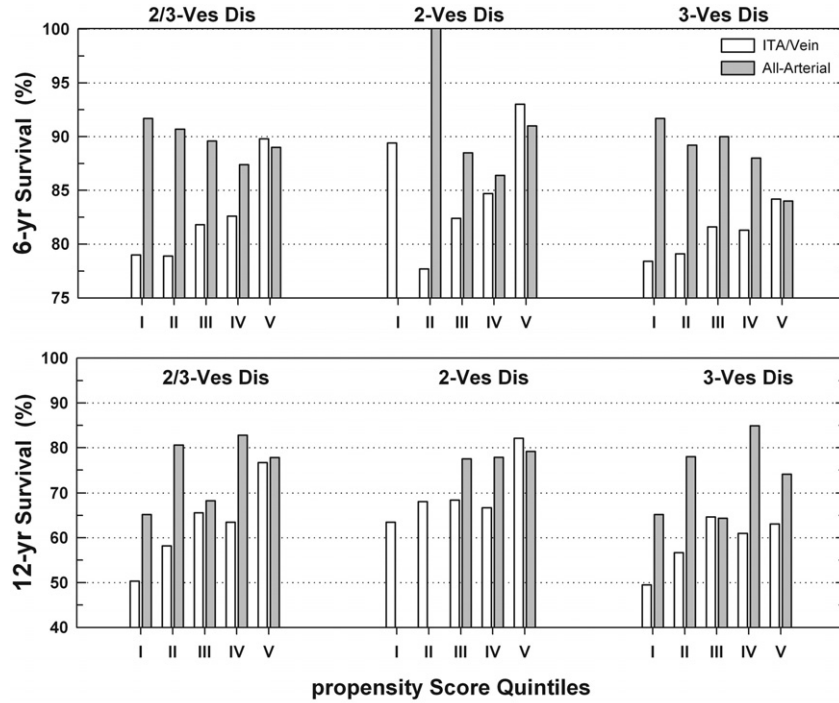 2/3-Ves Dis 2-Ves Dis 3-Ves Dis
100
95
90
85
80
75
6-yr Survival (%)
ITA/Vein
All-Arterial
I II III IV V I II III IV V I II III IV V
100
90
80
70
60
50
40
12-yr Survival (%)
2/3-Ves Dis 2-Ves Dis 3-Ves Dis
I II III IV V I II III IV V I II III IV V
propensity Score Quintiles